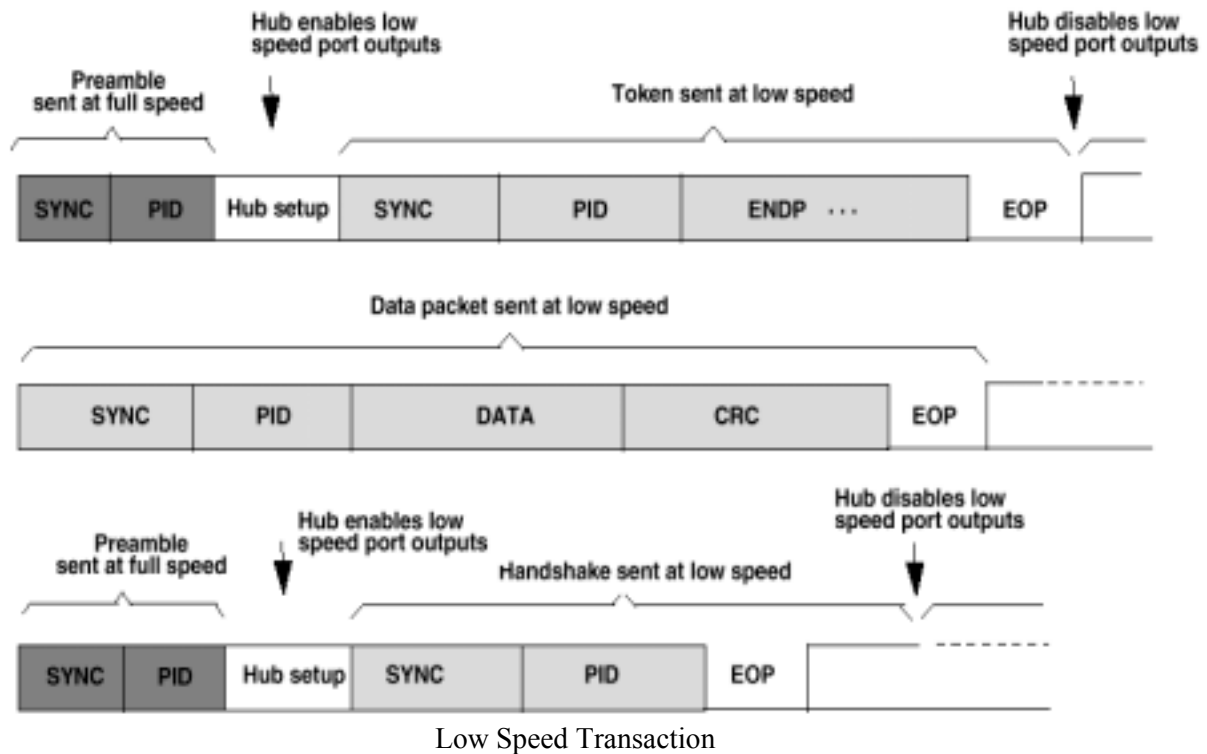 Hub enables low
speed port outputs
Hub disables low
speed port outputs
Preamble
sent at full speed
Token sent at low speed
SYNC PID Hub setup SYNC PID ENDP ... EOP
Data packet sent at low speed
SYNC PID DATA CRC EOP
Hub enables low
speed port outputs
Hub disables low
speed port outputs
Preamble
sent at full speed
Handshake sent at low speed
SYNC PID Hub setup SYNC PID EOP
Low Speed Transaction